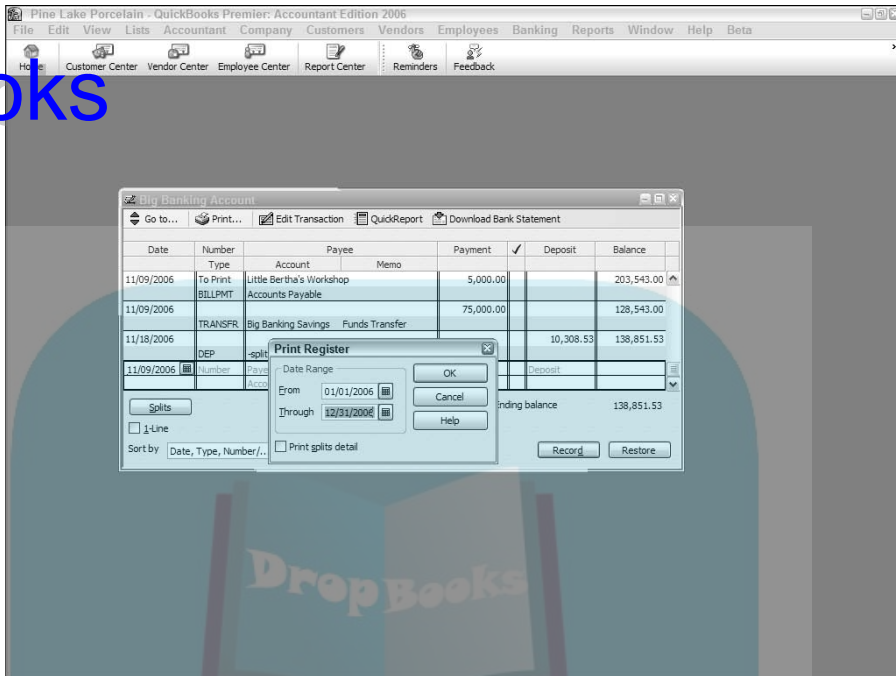 Pine Lake Porcelain - QuickBooks Premier: Accountant Edition 2006
File Edit View Lists Accountant Company Customers Vendors Employees Banking Reports Window Help Beta
Home Customer Center Vendor Center Employee Center Report Center Reminders Feedback
oks
Big Banking Account
Go to... Print... Edit Transaction QuickReport Download Bank Statement
Date Number Payee Payment ✓ Deposit Balance
Type Account Memo
11/09/2006 To Print Little Bertha's Workshop 5,000.00 203,543.00
BILLPMT Accounts Payable
11/09/2006 75,000.00 128,543.00
TRANSFR Big Banking Savings Funds Transfer
11/18/2006 10,308.53 138,851.53
DEP -split
11/09/2006 Number Paye Deposit
Acco
Print Register
Date Range
From 01/01/2006
Through 12/31/2006
Print splits detail
OK
Cancel
Help
Splits
1-Line
Sort by Date, Type, Number/..
nding balance 138,851.53
Record Restore
DropBooks